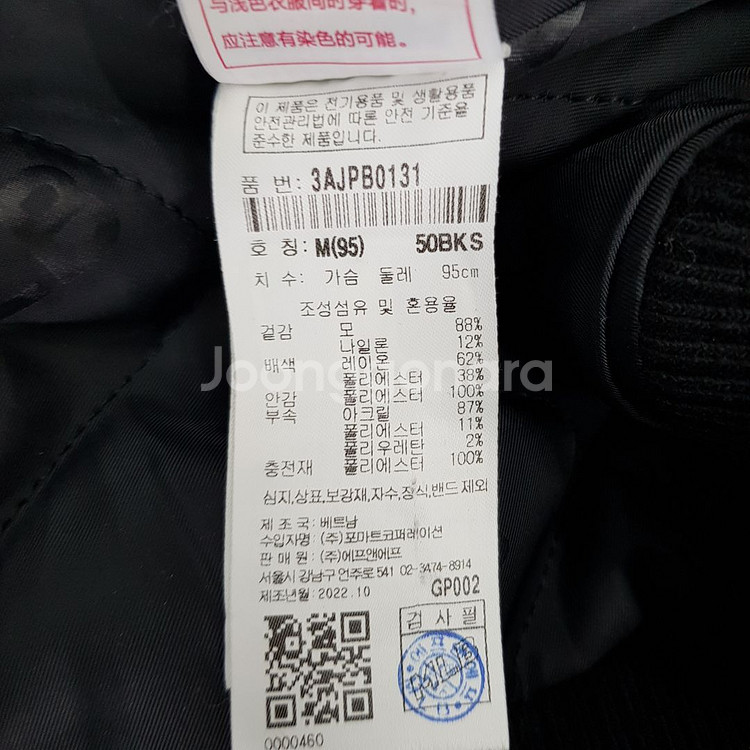 与浅色衣服间的穿着时,
应注意有染色的可能。
이 제품은 전기용품 및 생활용품
안전관리법에 따른 안전 기준을
준수한 제품입니다.
품 번: 3AJPB0131
호 칭: M(95) 50BKS
치 수: 가슴 둘레 95cm
조성섬유 및 혼용율
겉감 모 88%
나일론 12%
배색 레이온 62%
폴리에스터 38%
안감 폴리에스터 100%
부속 아크릴 87%
폴리에스터 11%
폴리우레탄 2%
충전재 폴리에스터 100%
심지,상표,보강재,자수,장식,밴드 제외
제 조 국: 베트남
수입자명: (주)포마트코퍼레이션
판 매 원: (주)에프앤에프
서울시 강남구 언주로 541 02-3474-8914
제조년월: 2022.10 GP002
검 사 필
0000460